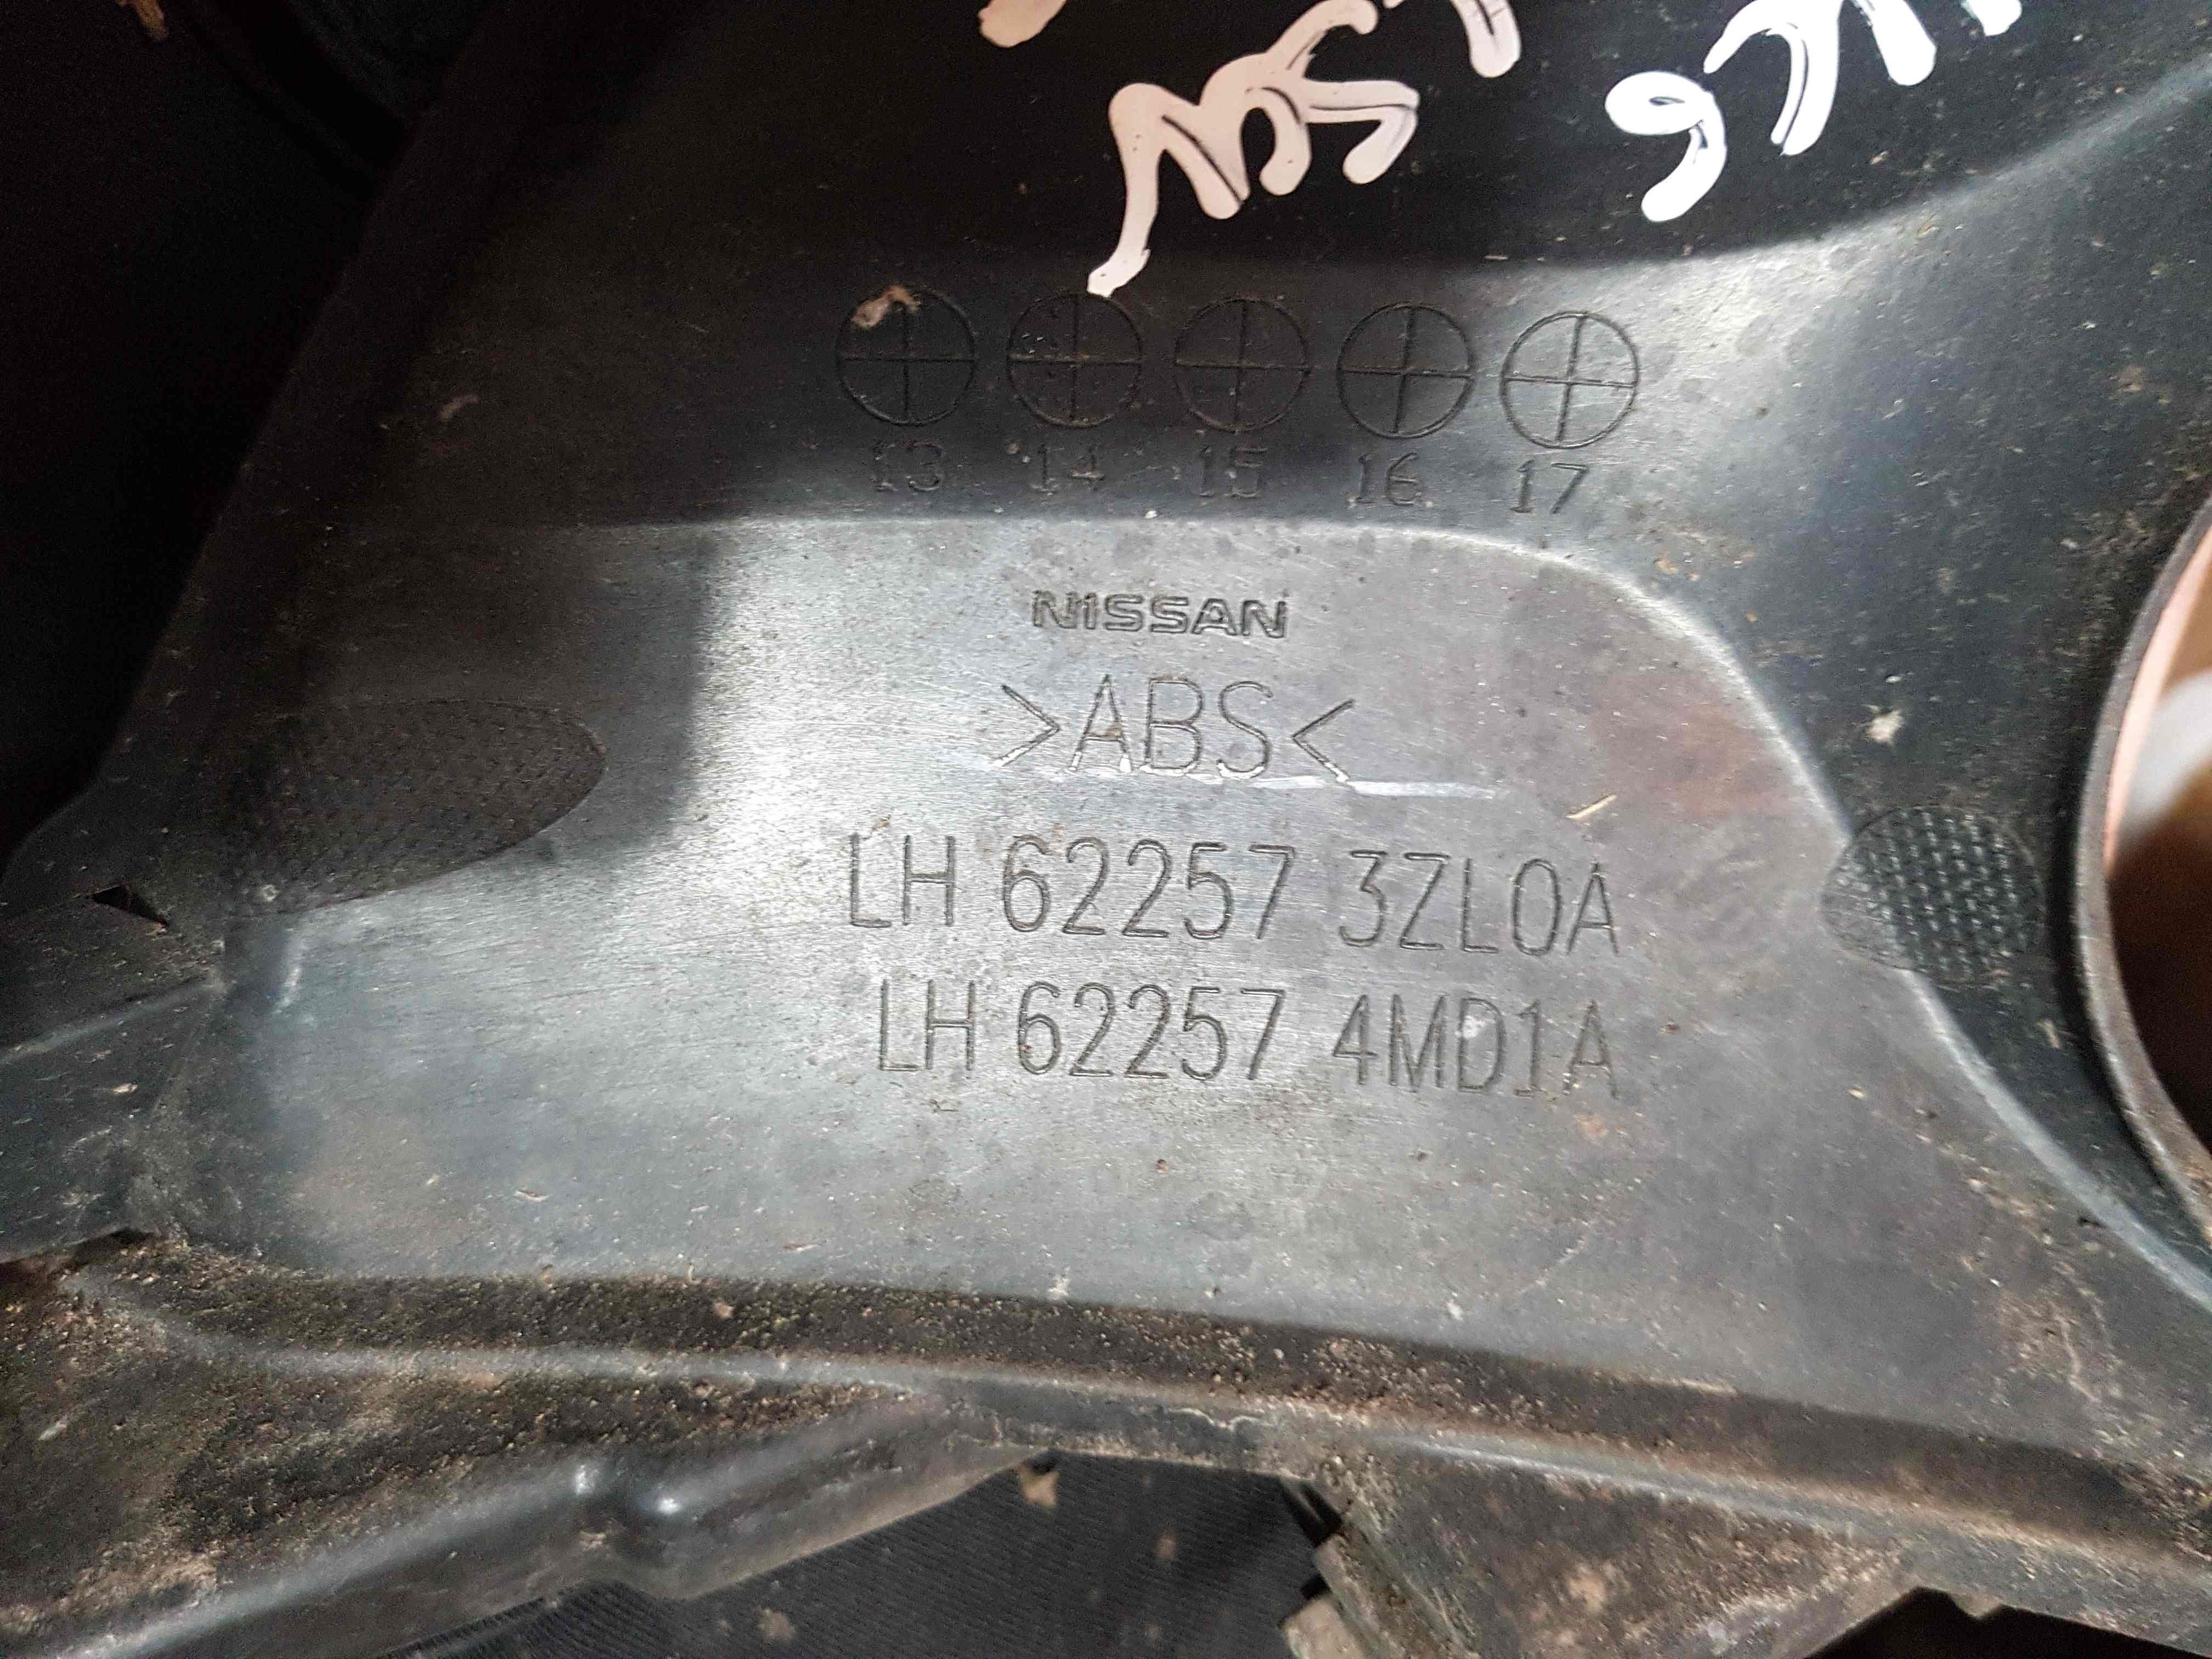 13 14 15 16 17
NISSAN
>ABS<
LH 62257 3ZL0A
LH 62257 4MD1A